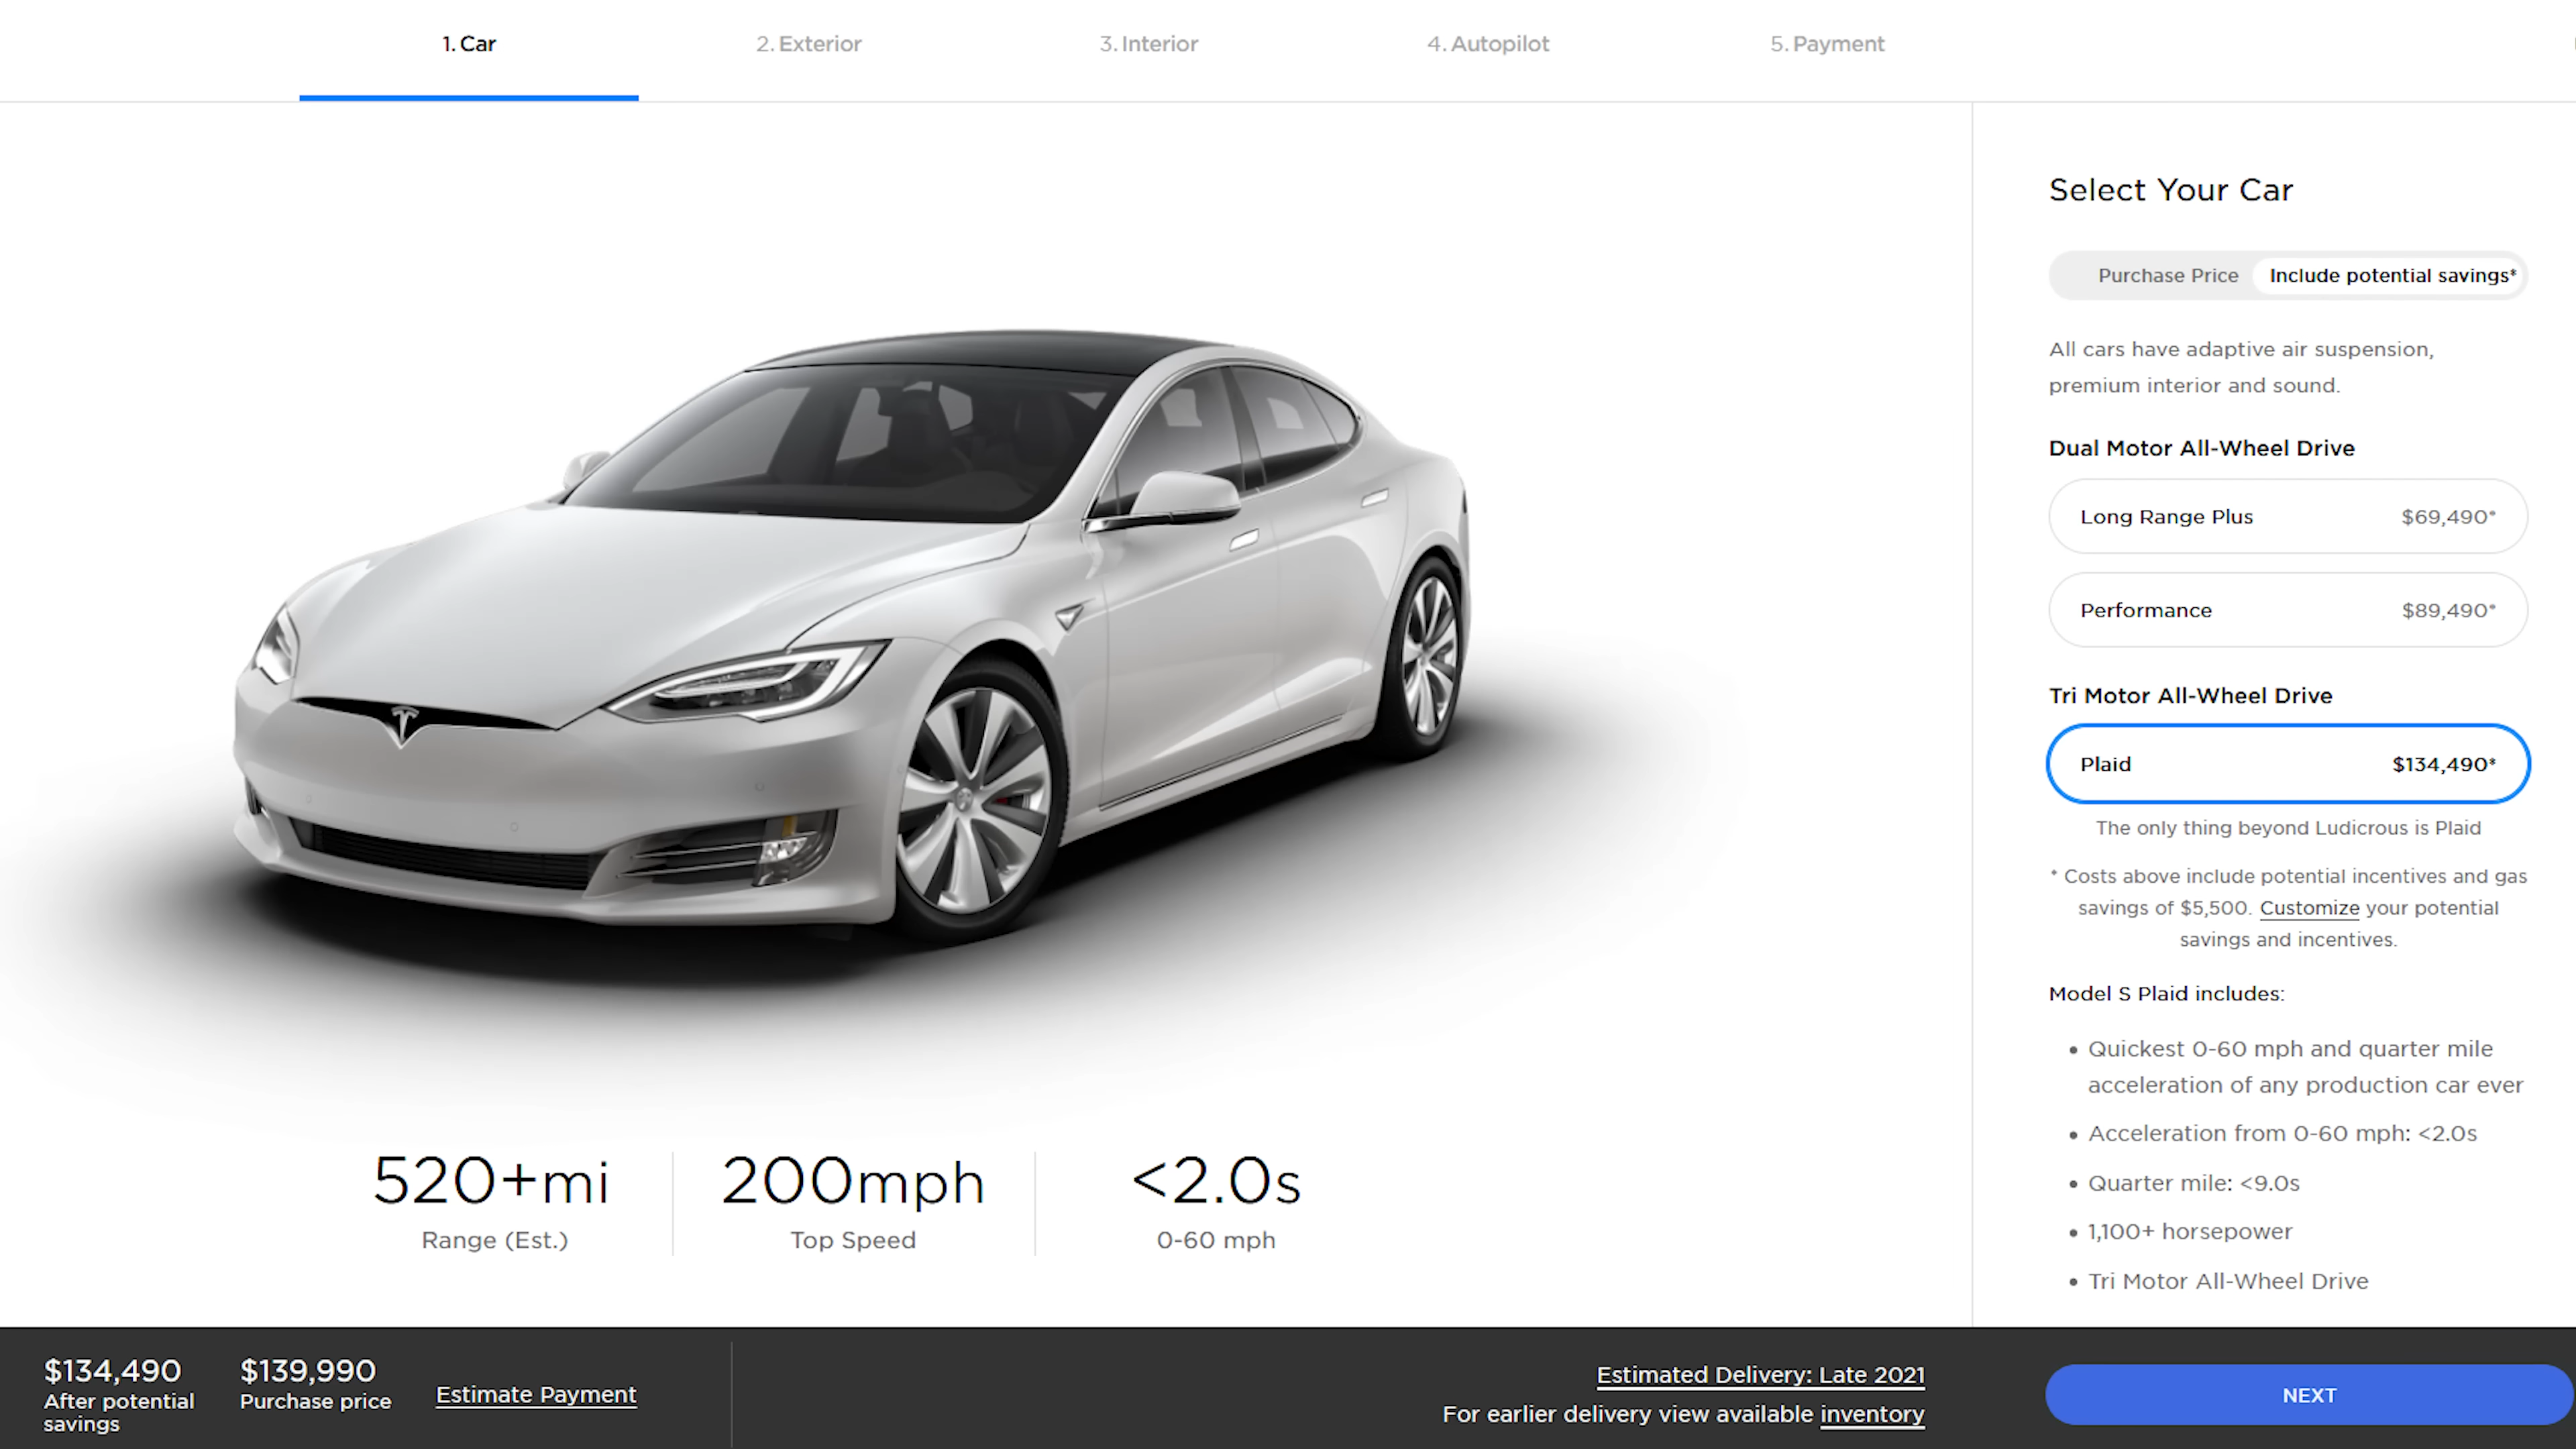 1. Car
2. Exterior
3. Interior
4. Autopilot
5. Payment
Select Your Car
Purchase Price
Include potential savings*
All cars have adaptive air suspension,
premium interior and sound.
Dual Motor All-Wheel Drive
Long Range Plus $69,490*
Performance $89,490*
Tri Motor All-Wheel Drive
Plaid $134,490*
The only thing beyond Ludicrous is Plaid
* Costs above include potential incentives and gas
savings of $5,500. Customize your potential
savings and incentives.
Model S Plaid includes:
• Quickest 0-60 mph and quarter mile
acceleration of any production car ever
• Acceleration from 0-60 mph: <2.0s
• Quarter mile: <9.0s
• 1,100+ horsepower
• Tri Motor All-Wheel Drive
520+mi
Range (Est.)
200mph
Top Speed
<2.0s
0-60 mph
$134,490
After potential
savings
$139,990
Purchase price
Estimate Payment
Estimated Delivery: Late 2021
For earlier delivery view available inventory
NEXT